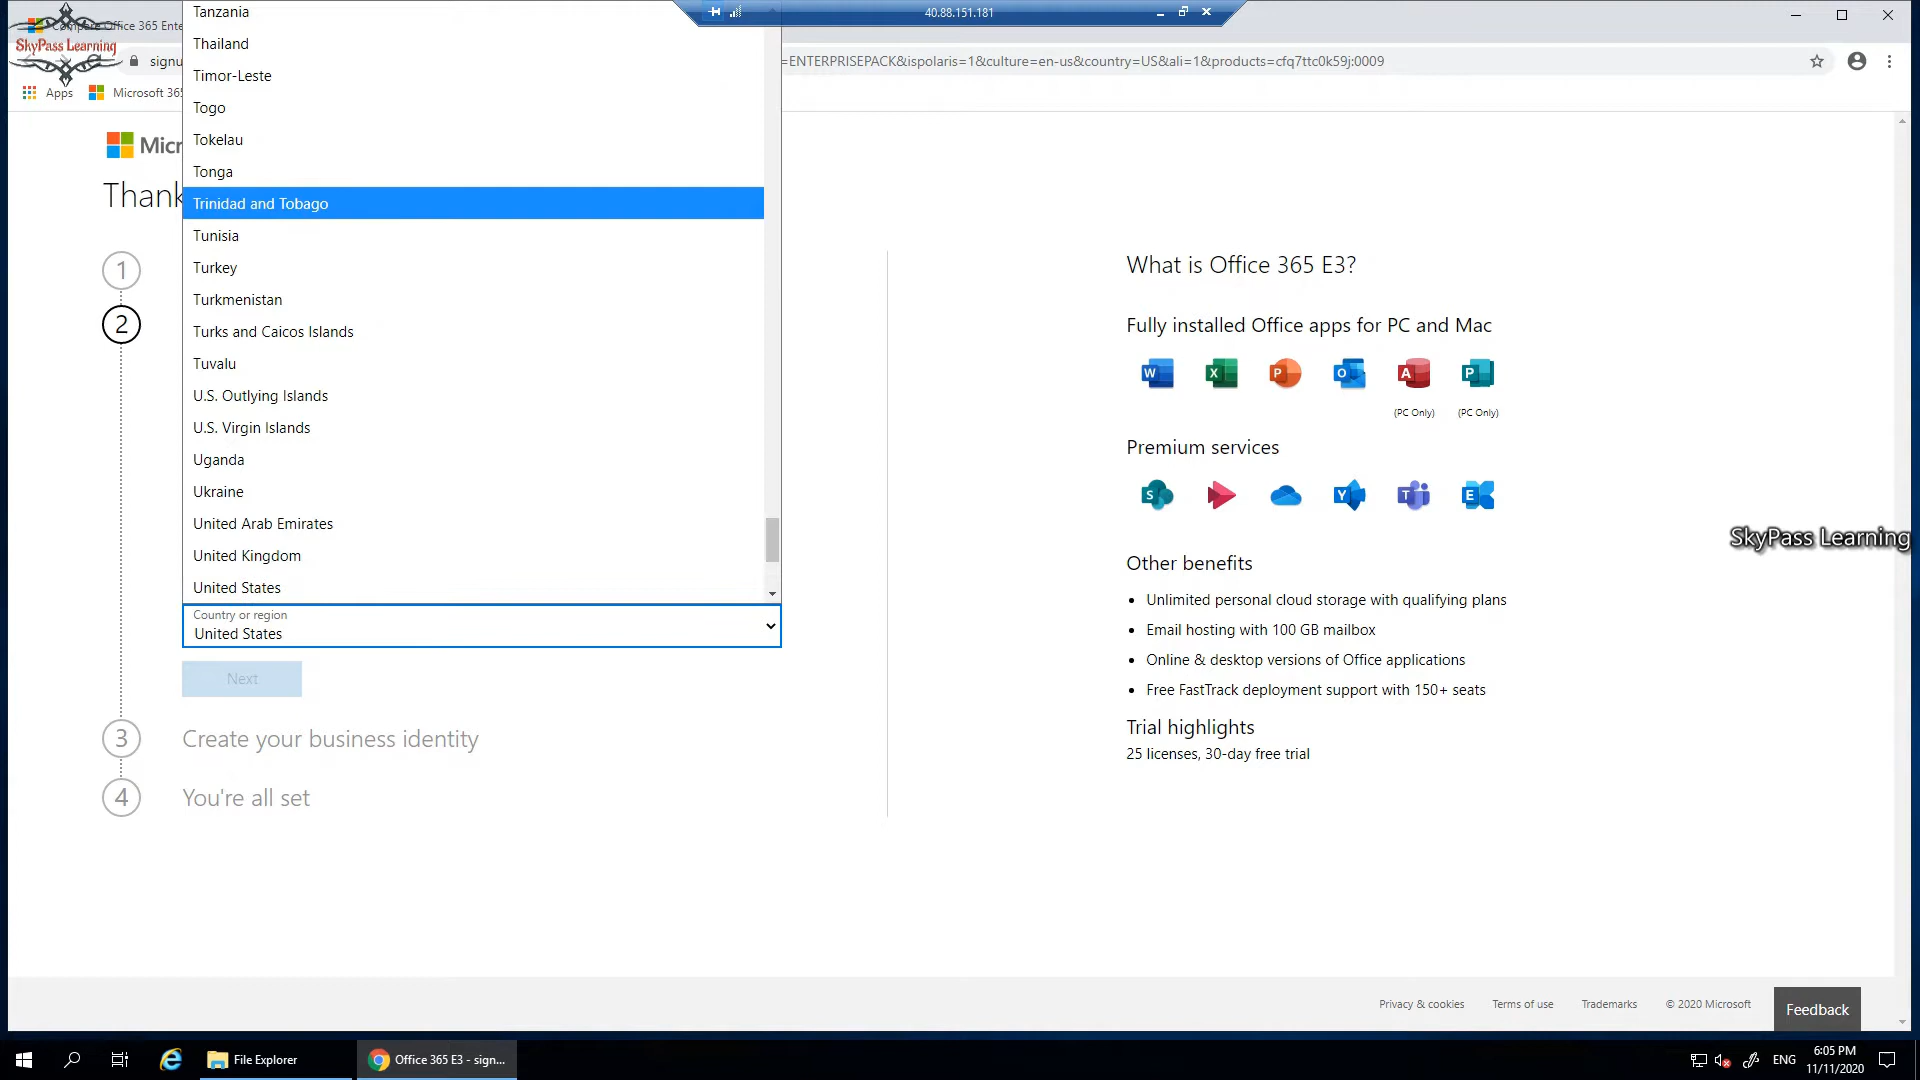 40.88.151.181
Compare Office 365 Ente
SkyPass Learning
signu
=ENTERPRISEPACK&ispolaris=1&culture=en-us&country=US&ali=1&products=cfq7ttc0k59j:0009
Apps
Microsoft 365
Micr
Thank
Tanzania
Thailand
Timor-Leste
Togo
Tokelau
Tonga
Trinidad and Tobago
Tunisia
Turkey
Turkmenistan
Turks and Caicos Islands
Tuvalu
U.S. Outlying Islands
U.S. Virgin Islands
Uganda
Ukraine
United Arab Emirates
United Kingdom
United States
1
2
Country or region
United States
Next
3 Create your business identity
4 You're all set
What is Office 365 E3?
Fully installed Office apps for PC and Mac
W X P O A P
(PC Only) (PC Only)
Premium services
S Y T E
Other benefits
• Unlimited personal cloud storage with qualifying plans
• Email hosting with 100 GB mailbox
• Online & desktop versions of Office applications
• Free FastTrack deployment support with 150+ seats
Trial highlights
25 licenses, 30-day free trial
SkyPass Learning
Privacy & cookies Terms of use Trademarks © 2020 Microsoft Feedback
File Explorer
Office 365 E3 - sign...
ENG
6:05 PM
11/11/2020